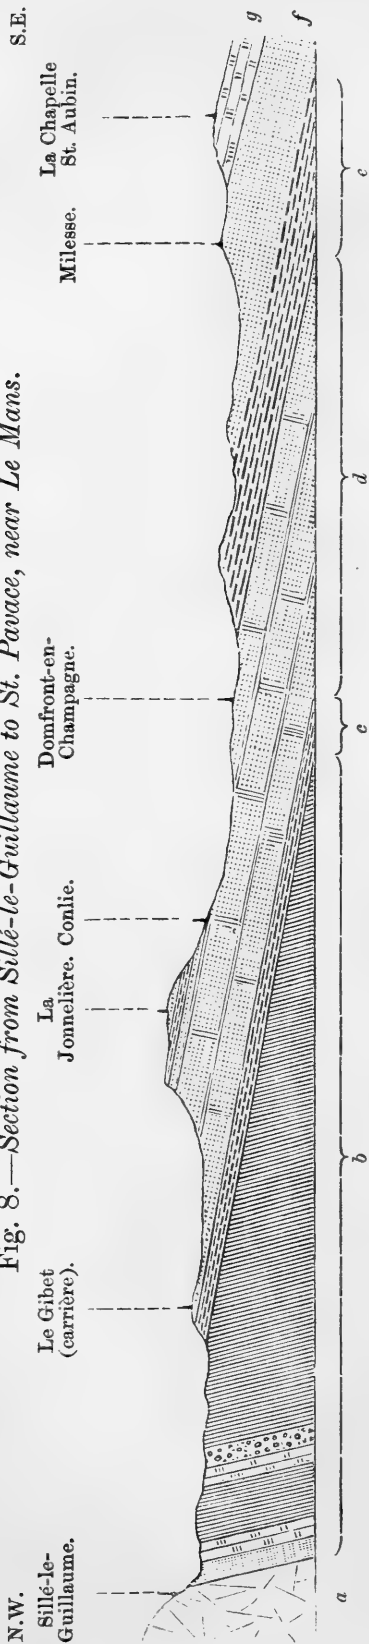 Fig. 8.—Section from Sillé-le-Guillaume to St. Pavace, near Le Mans.
N.W.
S.E.
Sillé-le-
Guillaume.
Le Gibet
(carrière).
La
Jonnelière.
Conlie.
Domfront-en-
Champagne.
Milesse.
La Chapelle
St. Aubin.
g
f
a
b
c
d
e